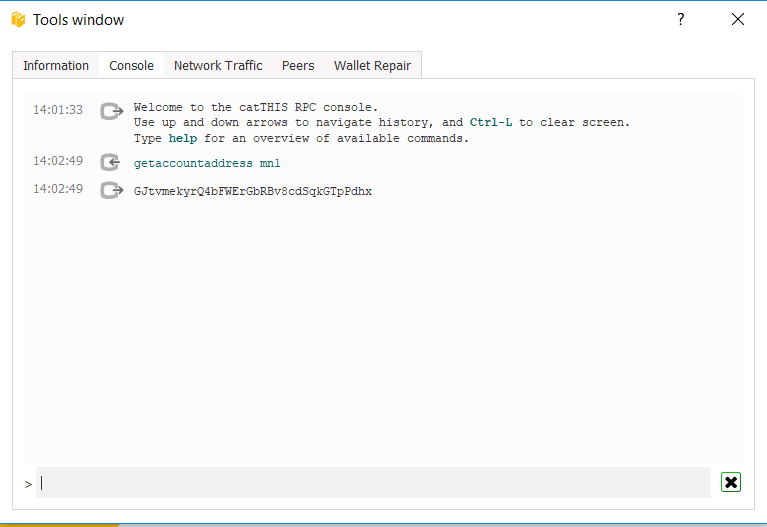 Tools window
?
Information Console Network Traffic Peers Wallet Repair
14:01:33 Welcome to the catTHIS RPC console.
Use up and down arrows to navigate history, and Ctrl-L to clear screen.
Type help for an overview of available commands.
14:02:49 getaccountaddress mn1
14:02:49 GJtvmekyrQ4bFWErGbRBv8cdSqkGTpPdhx
>